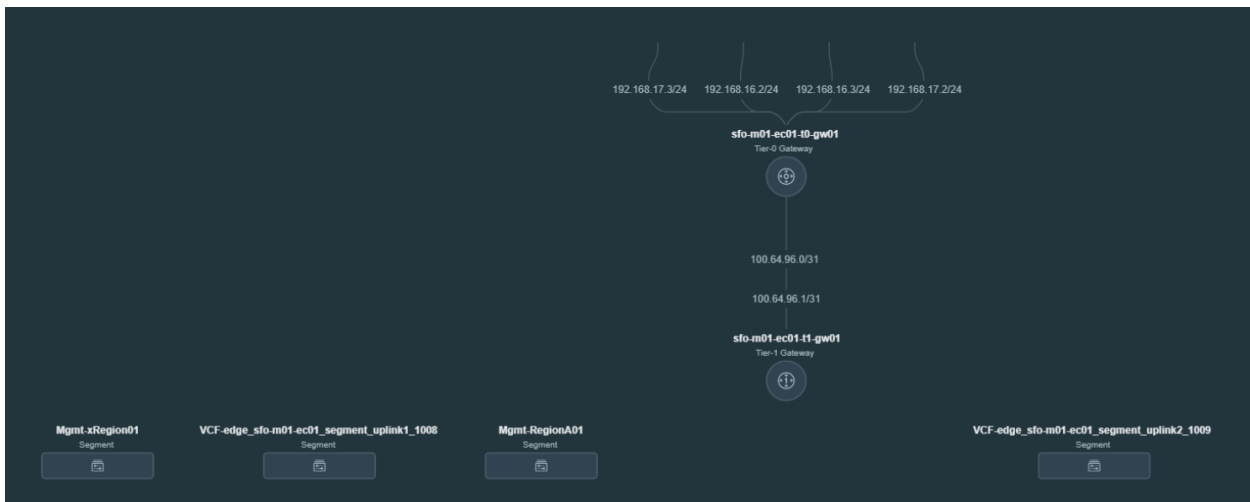 192.168.17.3/24 192.168.16.2/24 192.168.16.3/24 192.168.17.2/24
sfo-m01-ec01-t0-gw01
Tier-0 Gateway
100.64.96.0/31
100.64.96.1/31
sfo-m01-ec01-t1-gw01
Tier-1 Gateway
Mgmt-xRegion01
Segment
VCF-edge_sfo-m01-ec01_segment_uplink1_1008
Segment
Mgmt-RegionA01
Segment
VCF-edge_sfo-m01-ec01_segment_uplink2_1009
Segment